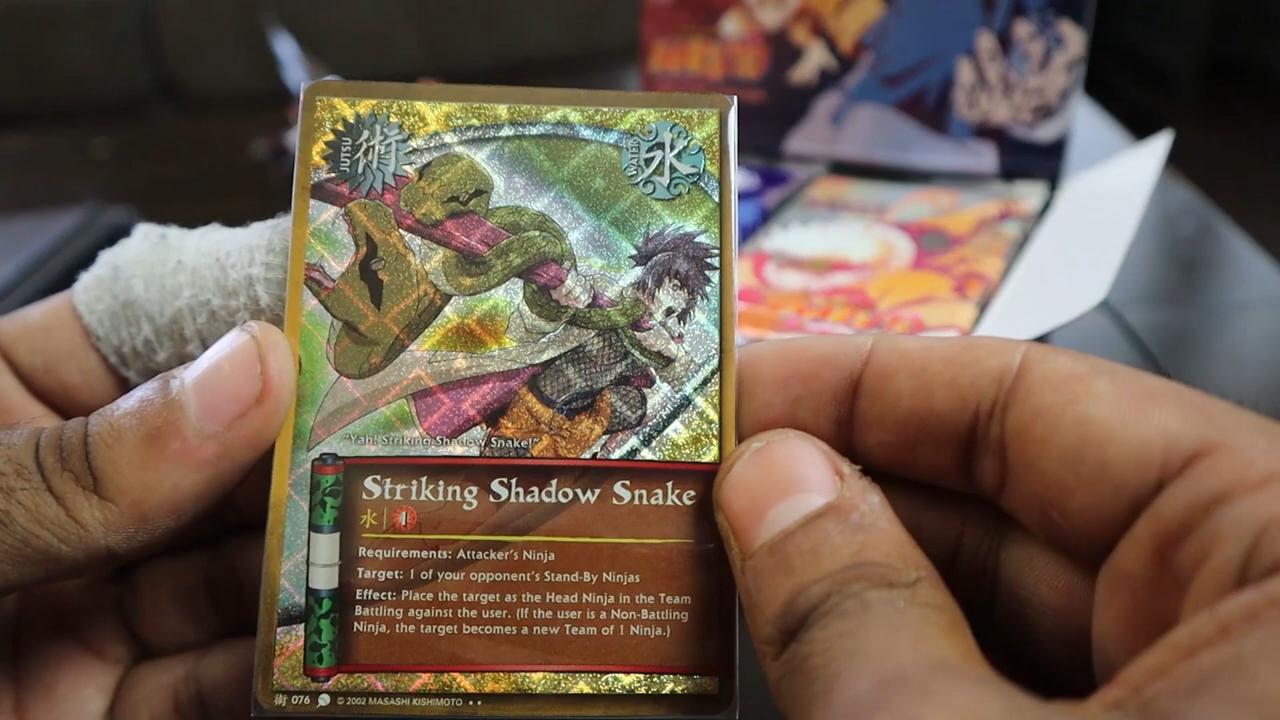 JUTSU 術
WATER 水
"Yah! Striking Shadow Snake!"
Striking Shadow Snake
水 1
Requirements: Attacker's Ninja
Target: 1 of your opponent's Stand-By Ninjas
Effect: Place the target as the Head Ninja in the Team
Battling against the user. (If the user is a Non-Battling
Ninja, the target becomes a new Team of 1 Ninja.)
術 076 © 2002 MASASHI KISHIMOTO